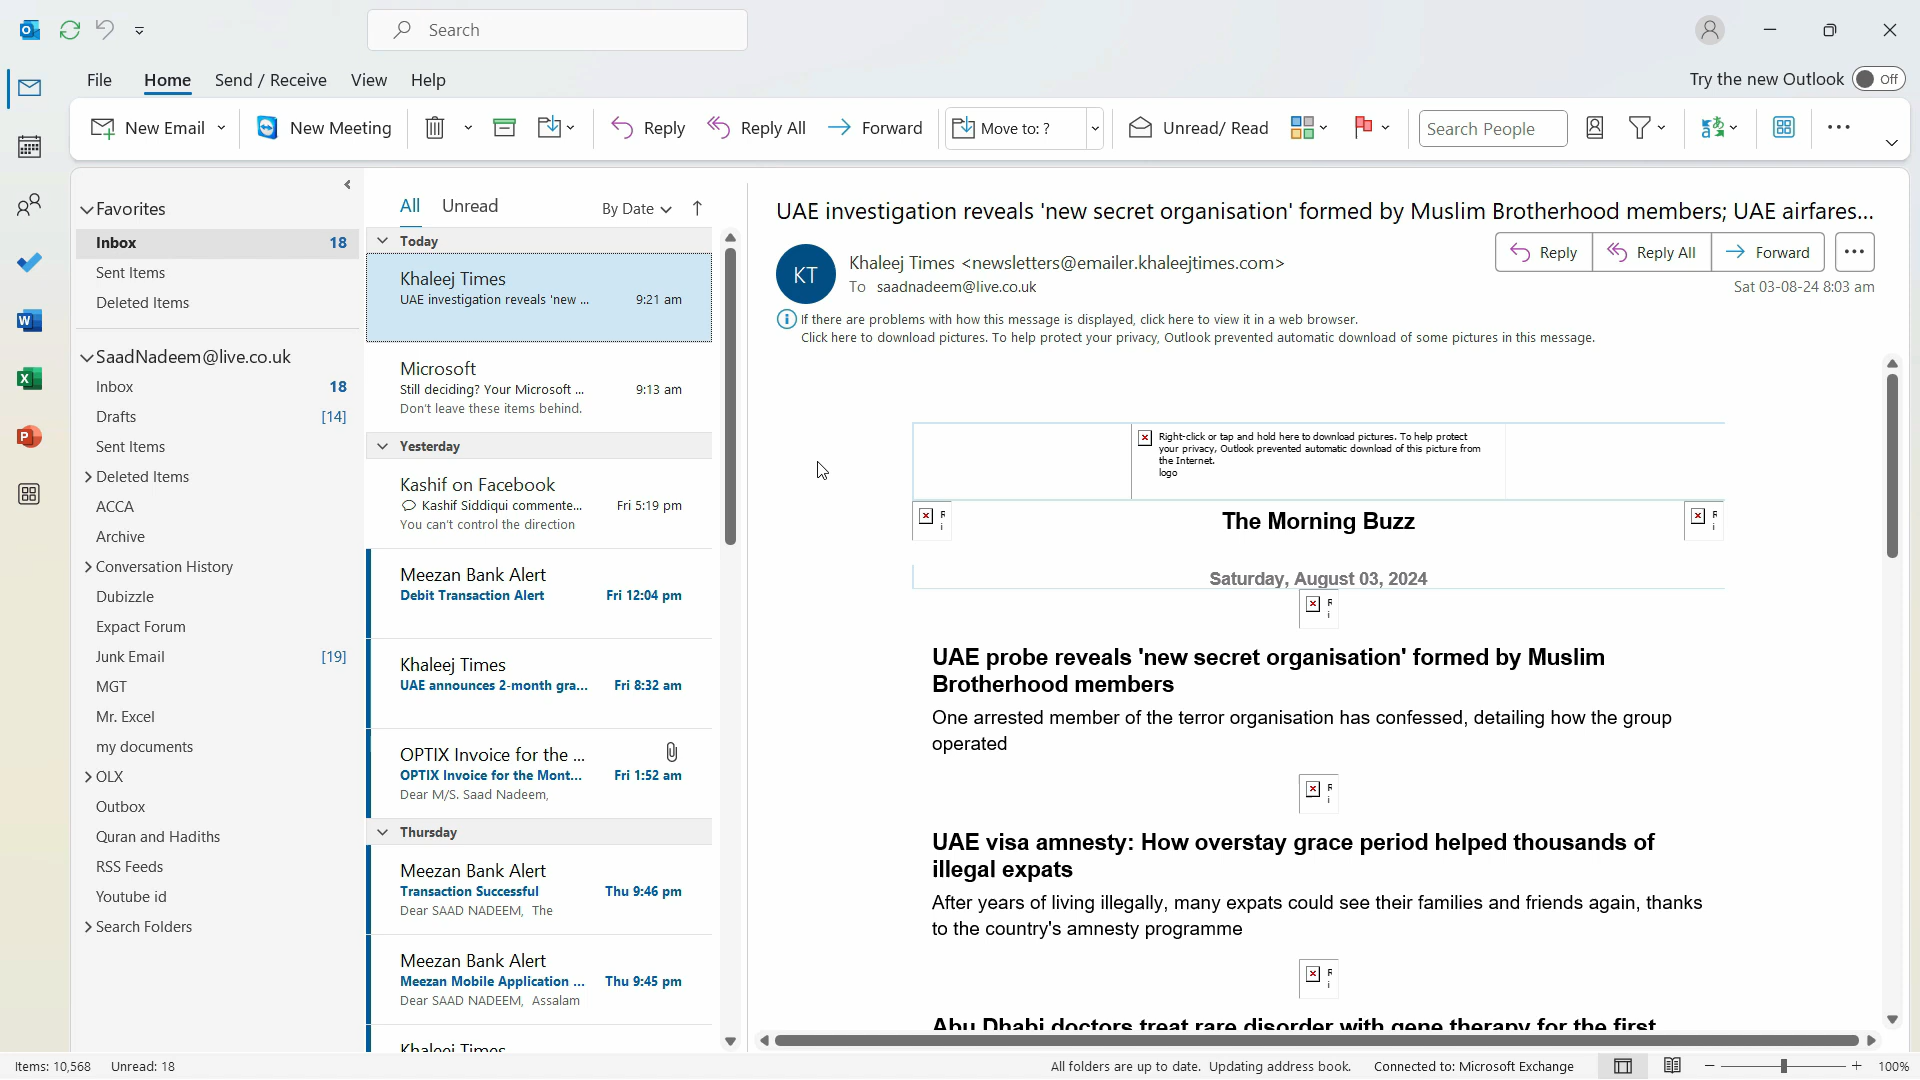 Search
File Home Send / Receive View Help
Try the new Outlook Off
New Email New Meeting Reply Reply All Forward Move to: ? Unread/ Read Search People
Favorites
Inbox 18
Sent Items
Deleted Items
SaadNadeem@live.co.uk
Inbox 18
Drafts [14]
Sent Items
Deleted Items
ACCA
Archive
Conversation History
Dubizzle
Expact Forum
Junk Email [19]
MGT
Mr. Excel
my documents
OLX
Outbox
Quran and Hadiths
RSS Feeds
Youtube id
Search Folders
All Unread By Date
Today
Khaleej Times
UAE investigation reveals 'new ... 9:21 am
Microsoft
Still deciding? Your Microsoft ... 9:13 am
Don't leave these items behind.
Yesterday
Kashif on Facebook
Kashif Siddiqui commente... Fri 5:19 pm
You can't control the direction
Meezan Bank Alert
Debit Transaction Alert Fri 12:04 pm
Khaleej Times
UAE announces 2-month gra... Fri 8:32 am
OPTIX Invoice for the ...
OPTIX Invoice for the Mont... Fri 1:52 am
Dear M/S. Saad Nadeem,
Thursday
Meezan Bank Alert
Transaction Successful Thu 9:46 pm
Dear SAAD NADEEM, The
Meezan Bank Alert
Meezan Mobile Application ... Thu 9:45 pm
Dear SAAD NADEEM, Assalam
Khaleej Times
UAE investigation reveals 'new secret organisation' formed by Muslim Brotherhood members; UAE airfares...
KT
Khaleej Times <newsletters@emailer.khaleejtimes.com>
Reply Reply All Forward
To saadnadeem@live.co.uk
Sat 03-08-24 8:03 am
If there are problems with how this message is displayed, click here to view it in a web browser.
Click here to download pictures. To help protect your privacy, Outlook prevented automatic download of some pictures in this message.
Right-click or tap and hold here to download pictures. To help protect
your privacy, Outlook prevented automatic download of this picture from
the Internet.
logo
The Morning Buzz
Saturday, August 03, 2024
UAE probe reveals 'new secret organisation' formed by Muslim
Brotherhood members
One arrested member of the terror organisation has confessed, detailing how the group
operated
UAE visa amnesty: How overstay grace period helped thousands of
illegal expats
After years of living illegally, many expats could see their families and friends again, thanks
to the country's amnesty programme
Abu Dhabi doctors treat rare disorder with gene therapy for the first
Items: 10,568 Unread: 18
All folders are up to date. Updating address book. Connected to: Microsoft Exchange 100%